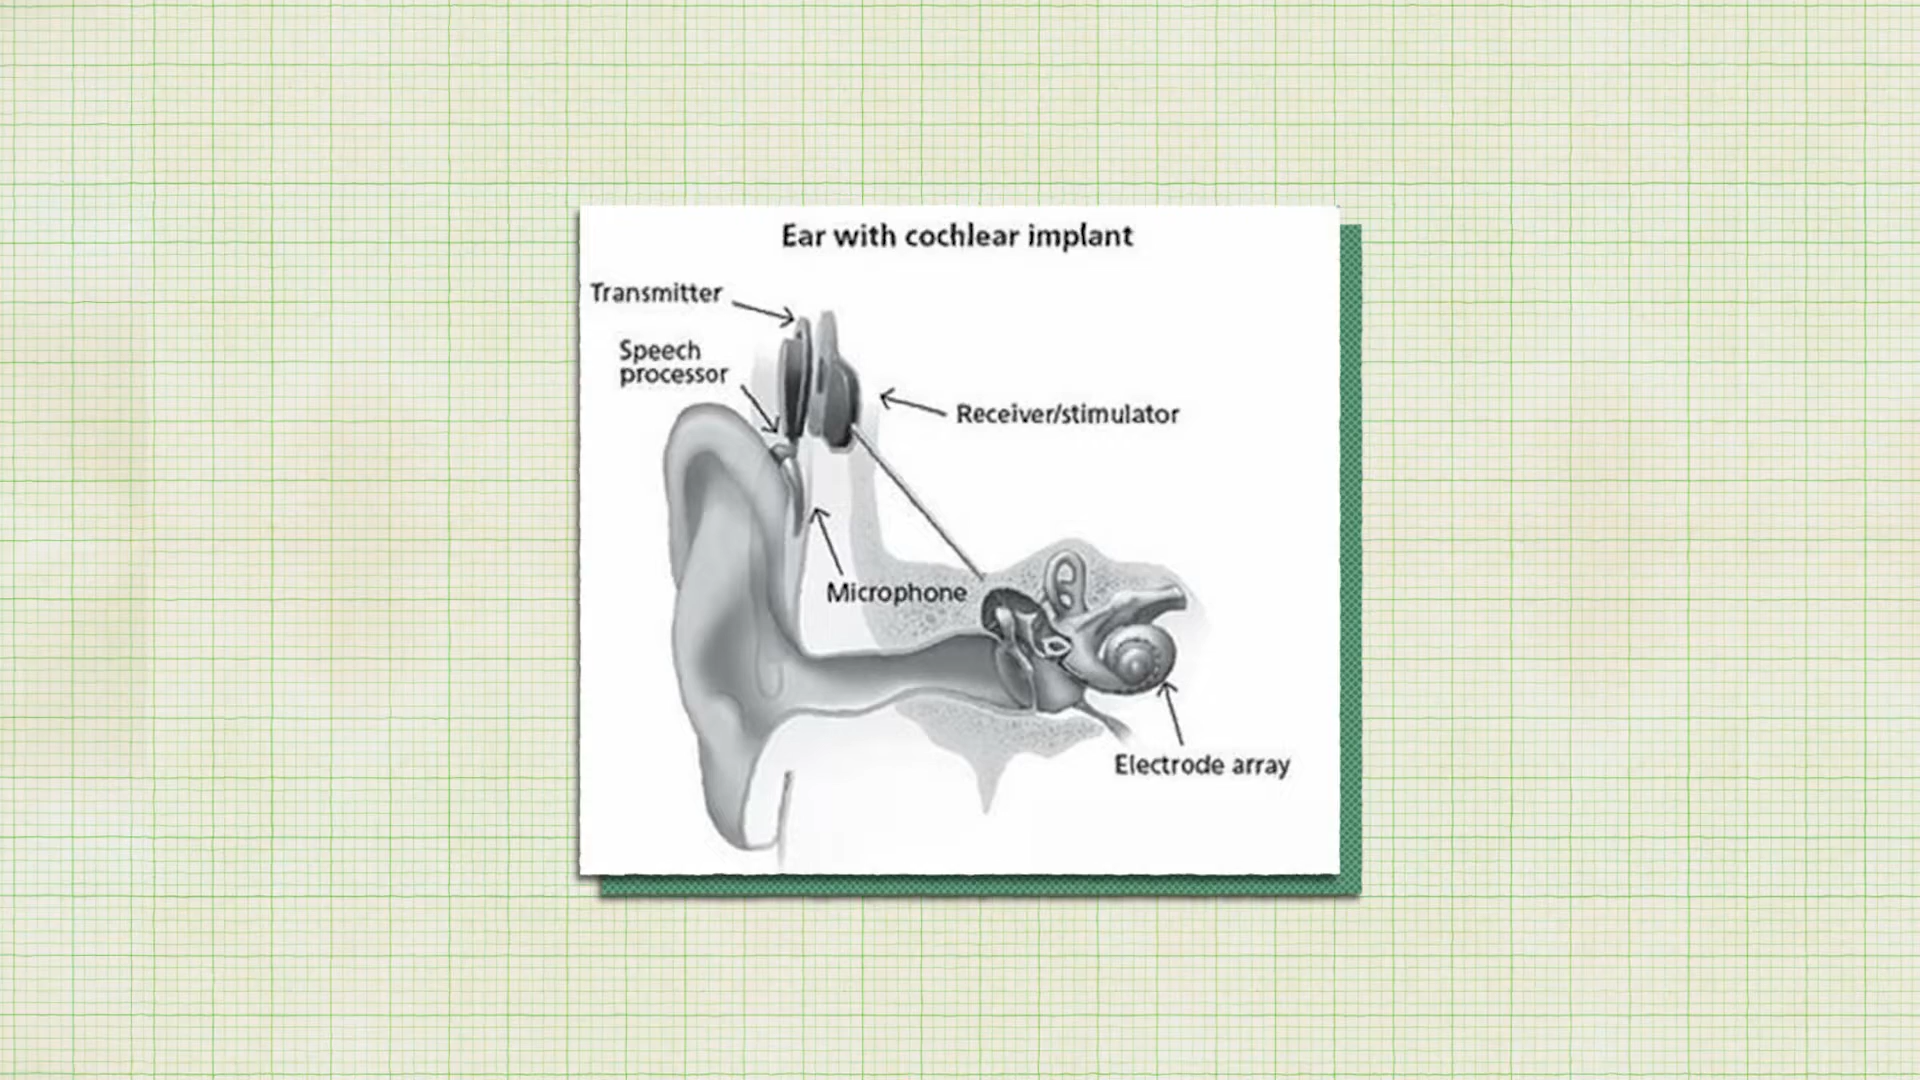 Ear with cochlear implant
Transmitter
Speech
processor
Receiver/stimulator
Microphone
Electrode array